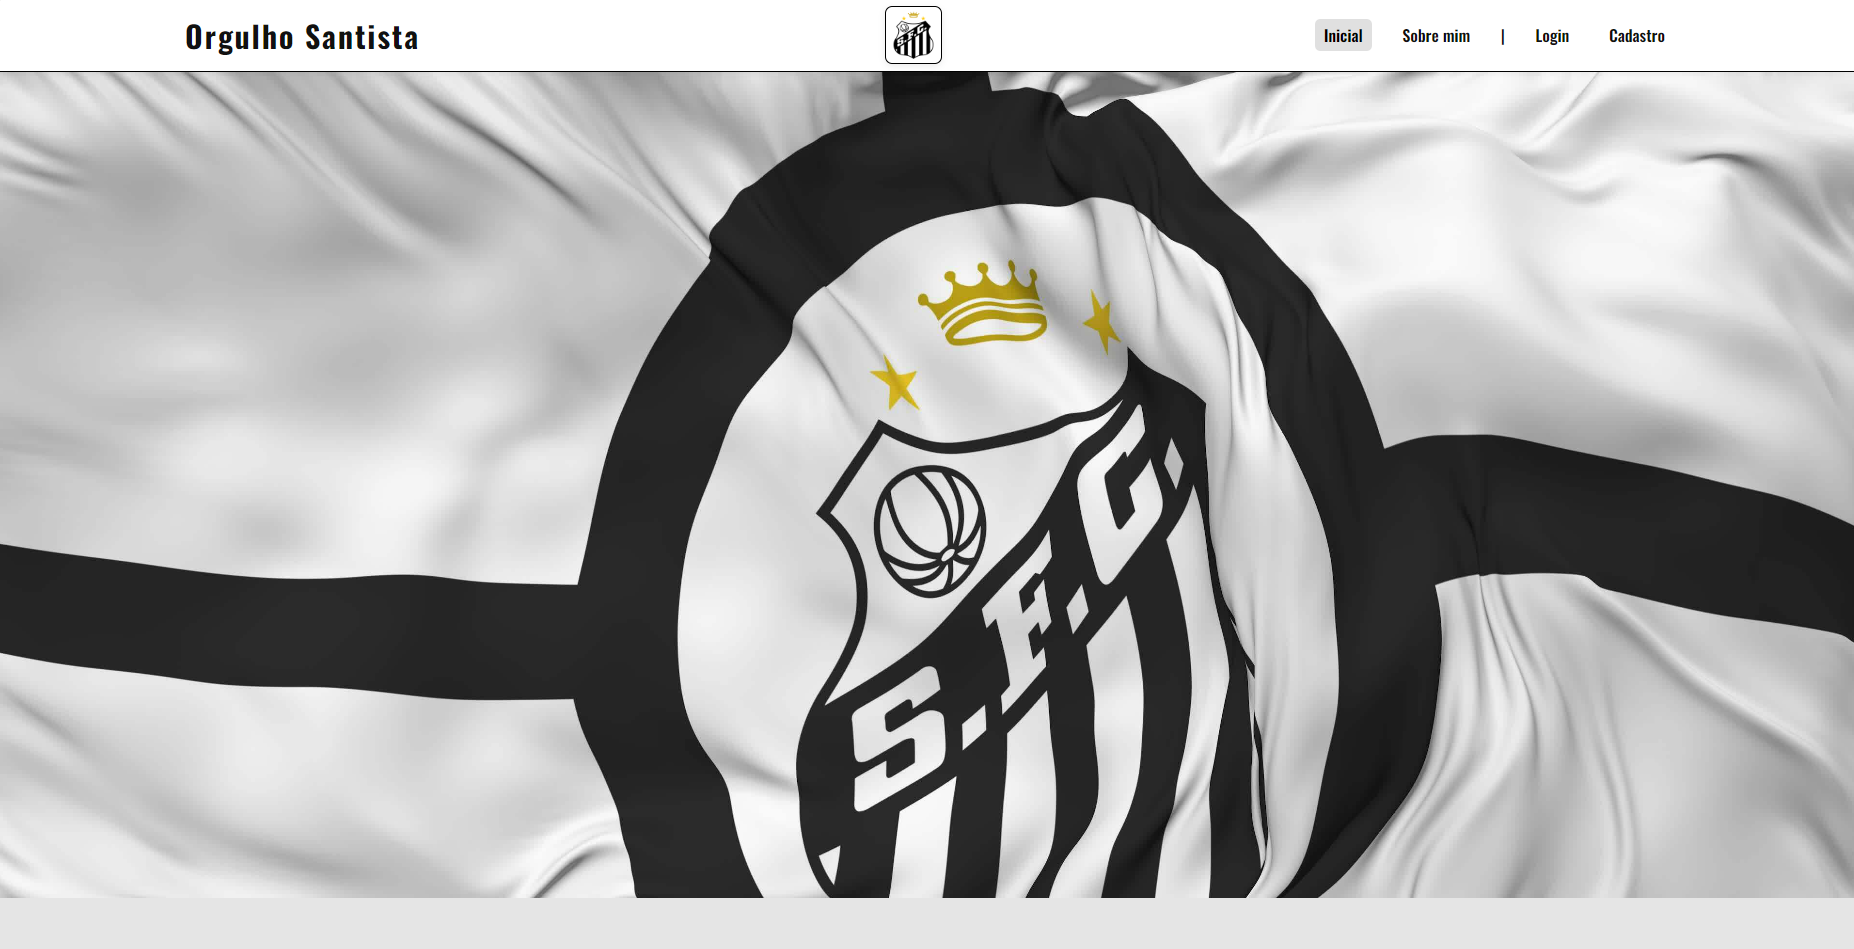 Orgulho Santista
S.F.C.
Inicial
Sobre mim
|
Login
Cadastro
S.F.C.